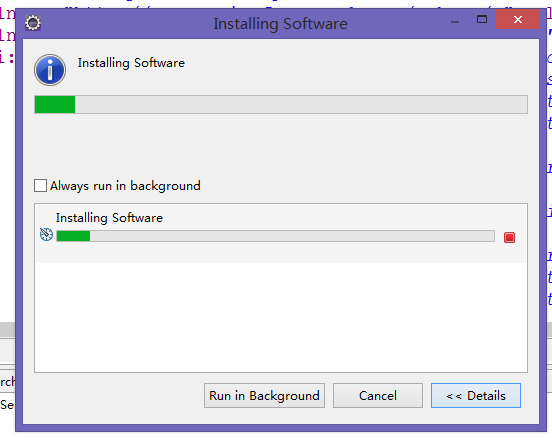 Installing Software
Installing Software
Always run in background
Installing Software
Run in Background
Cancel
<< Details